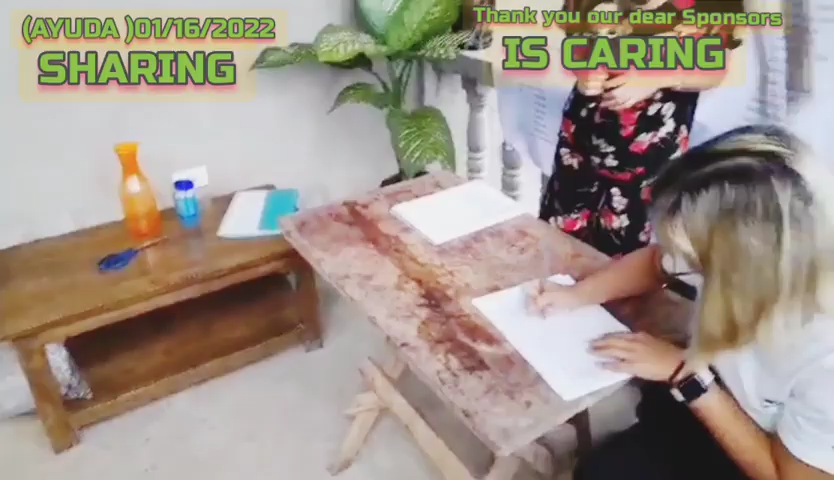 (AYUDA )01/16/2022
SHARING
Thank you our dear Sponsors
IS CARING